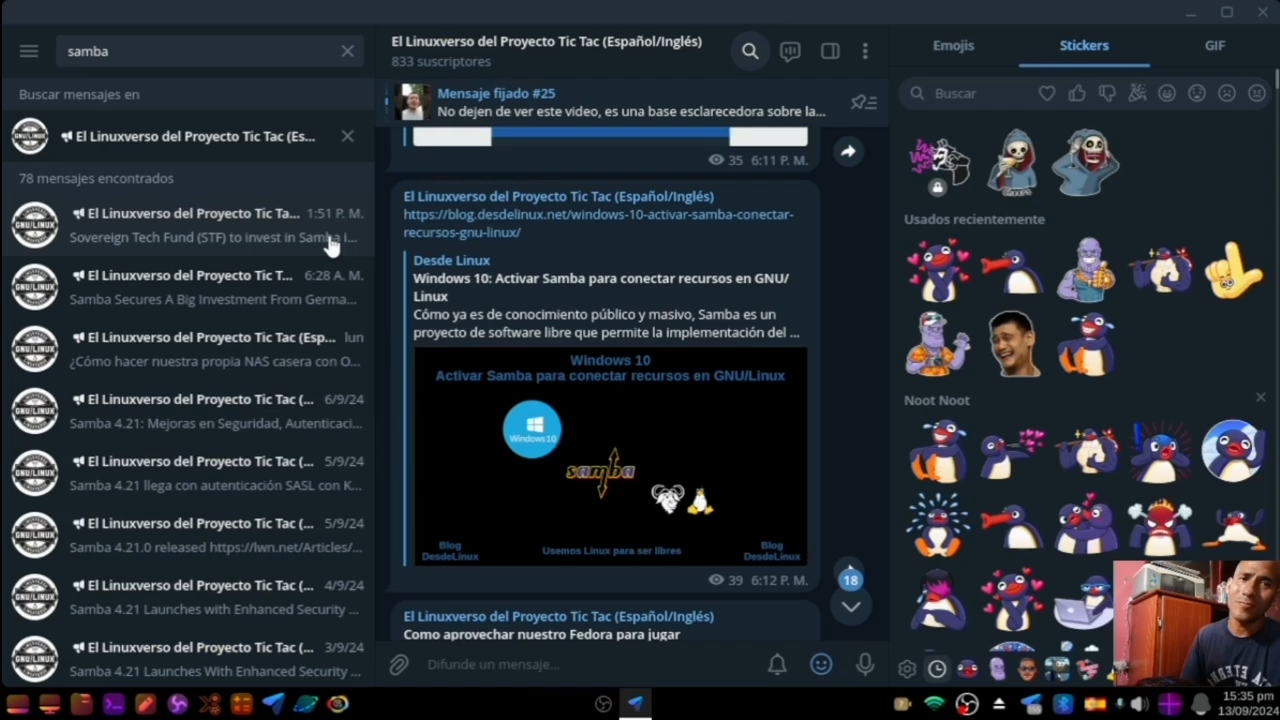 samba
Buscar mensajes en
El Linuxverso del Proyecto Tic Tac (Es...
78 mensajes encontrados
El Linuxverso del Proyecto Tic Ta... 1:51 P. M.
Sovereign Tech Fund (STF) to invest in Samba i...
El Linuxverso del Proyecto Tic T... 6:28 A. M.
Samba Secures A Big Investment From Germa...
El Linuxverso del Proyecto Tic Tac (Esp... lun
¿Cómo hacer nuestra propia NAS casera con O...
El Linuxverso del Proyecto Tic Tac (... 6/9/24
Samba 4.21: Mejoras en Seguridad, Autenticaci...
El Linuxverso del Proyecto Tic Tac (... 5/9/24
Samba 4.21 llega con autenticación SASL con K...
El Linuxverso del Proyecto Tic Tac (... 5/9/24
Samba 4.21.0 released https://lwn.net/Articles/...
El Linuxverso del Proyecto Tic Tac (... 4/9/24
Samba 4.21 Launches with Enhanced Security ...
El Linuxverso del Proyecto Tic Tac (... 3/9/24
Samba 4.21 Launches With Enhanced Security ...
El Linuxverso del Proyecto Tic Tac (Español/Inglés)
833 suscriptores
Mensaje fijado #25
No dejen de ver este video, es una base esclarecedora sobre la...
35 6:11 P. M.
El Linuxverso del Proyecto Tic Tac (Español/Inglés)
https://blog.desdelinux.net/windows-10-activar-samba-conectar-
recursos-gnu-linux/
Desde Linux
Windows 10: Activar Samba para conectar recursos en GNU/
Linux
Cómo ya es de conocimiento público y masivo, Samba es un
proyecto de software libre que permite la implementación del ...
Windows 10
Activar Samba para conectar recursos en GNU/Linux
Windows10
samba
Blog
DesdeLinux
Usemos Linux para ser libres
Blog
DesdeLinux
39 6:12 P. M.
18
El Linuxverso del Proyecto Tic Tac (Español/Inglés)
Como aprovechar nuestro Fedora para jugar
Difunde un mensaje...
Emojis Stickers GIF
Buscar
Usados recientemente
Noot Noot
15:35 pm
13/09/2024